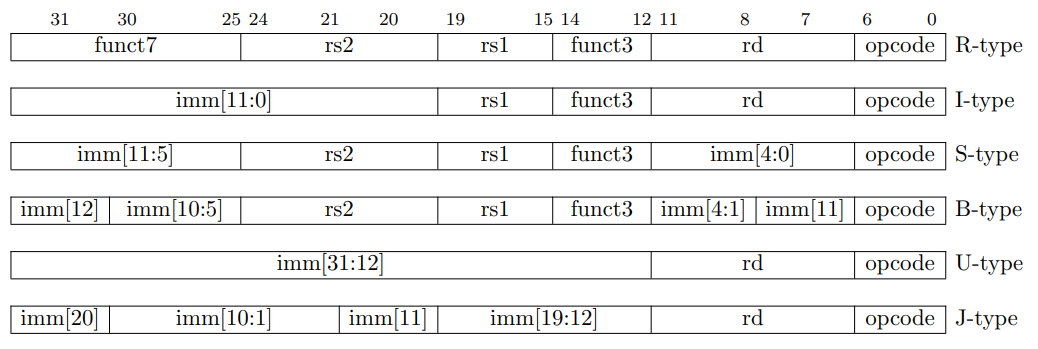 31 30 25 24 21 20 19 15 14 12 11 8 7 6 0
funct7 rs2 rs1 funct3 rd opcode R-type
imm[11:0] rs1 funct3 rd opcode I-type
imm[11:5] rs2 rs1 funct3 imm[4:0] opcode S-type
imm[12] imm[10:5] rs2 rs1 funct3 imm[4:1] imm[11] opcode B-type
imm[31:12] rd opcode U-type
imm[20] imm[10:1] imm[11] imm[19:12] rd opcode J-type